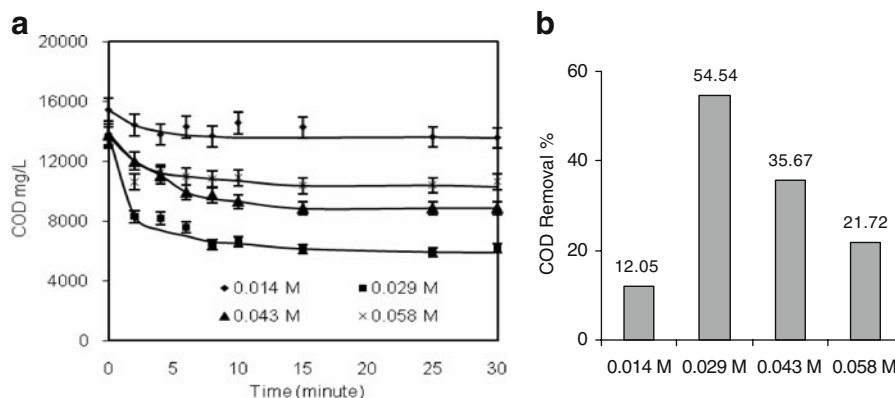 a
20000
16000
12000
8000
4000
0
COD mg/L
0.014 M
0.029 M
0.043 M
0.058 M
0 5 10 15 20 25 30
Time (minute)
b
60
40
20
0
COD Removal %
12.05
54.54
35.67
21.72
0.014 M 0.029 M 0.043 M 0.058 M